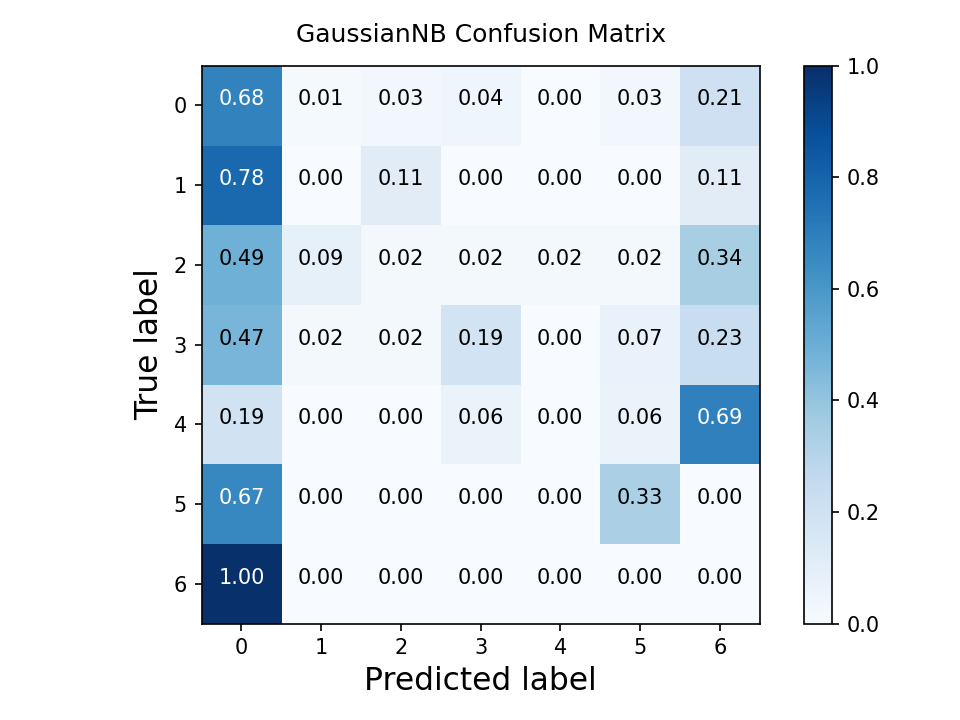 GaussianNB Confusion Matrix
True label
0 0.68 0.01 0.03 0.04 0.00 0.03 0.21
1 0.78 0.00 0.11 0.00 0.00 0.00 0.11
2 0.49 0.09 0.02 0.02 0.02 0.02 0.34
3 0.47 0.02 0.02 0.19 0.00 0.07 0.23
4 0.19 0.00 0.00 0.06 0.00 0.06 0.69
5 0.67 0.00 0.00 0.00 0.00 0.33 0.00
6 1.00 0.00 0.00 0.00 0.00 0.00 0.00
0 1 2 3 4 5 6
Predicted label
1.0
0.8
0.6
0.4
0.2
0.0